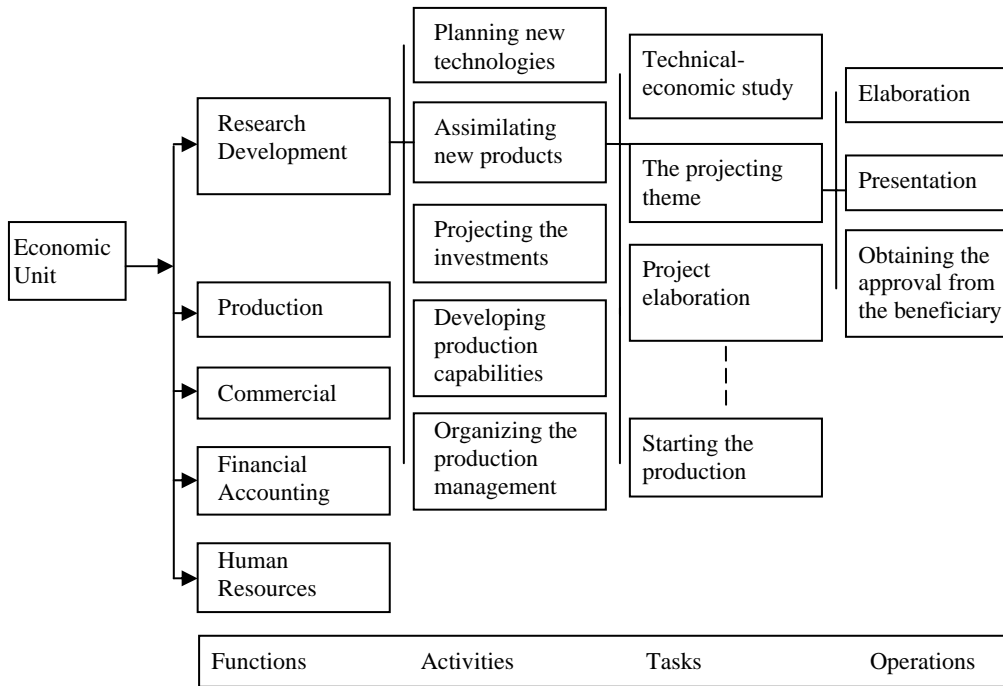 Economic
Unit
Research
Development
Production
Commercial
Financial
Accounting
Human
Resources
Planning new
technologies
Assimilating
new products
Projecting the
investments
Developing
production
capabilities
Organizing the
production
management
Technical-
economic study
The projecting
theme
Project
elaboration
Starting the
production
Elaboration
Presentation
Obtaining the
approval from
the beneficiary
Functions Activities Tasks Operations